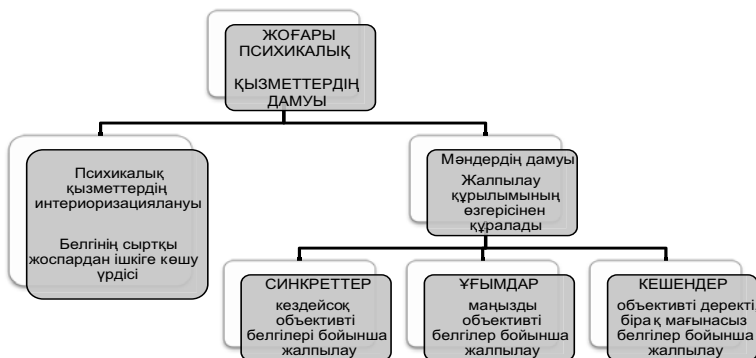 ЖОҒАРЫ
ПСИХИКАЛЫҚ
ҚЫЗМЕТТЕРДІҢ
ДАМУЫ
Психикалық
қызметтердің
интериоризациялануы
Белгінің сыртқы
жоспардан ішкіге көшу
үрдісі
Мәндердің дамуы
Жалпылау
құрылымының
өзгерісінен
құралады
СИНКРЕТТЕР
кездейсоқ
объективті
белгілері бойынша
жалпылау
ҰҒЫМДАР
маңызды
объективті
белгілер бойынша
жалпылау
КЕШЕНДЕР
объективті деректі,
бірақ мағынасыз
белгілер бойынша
жалпылау